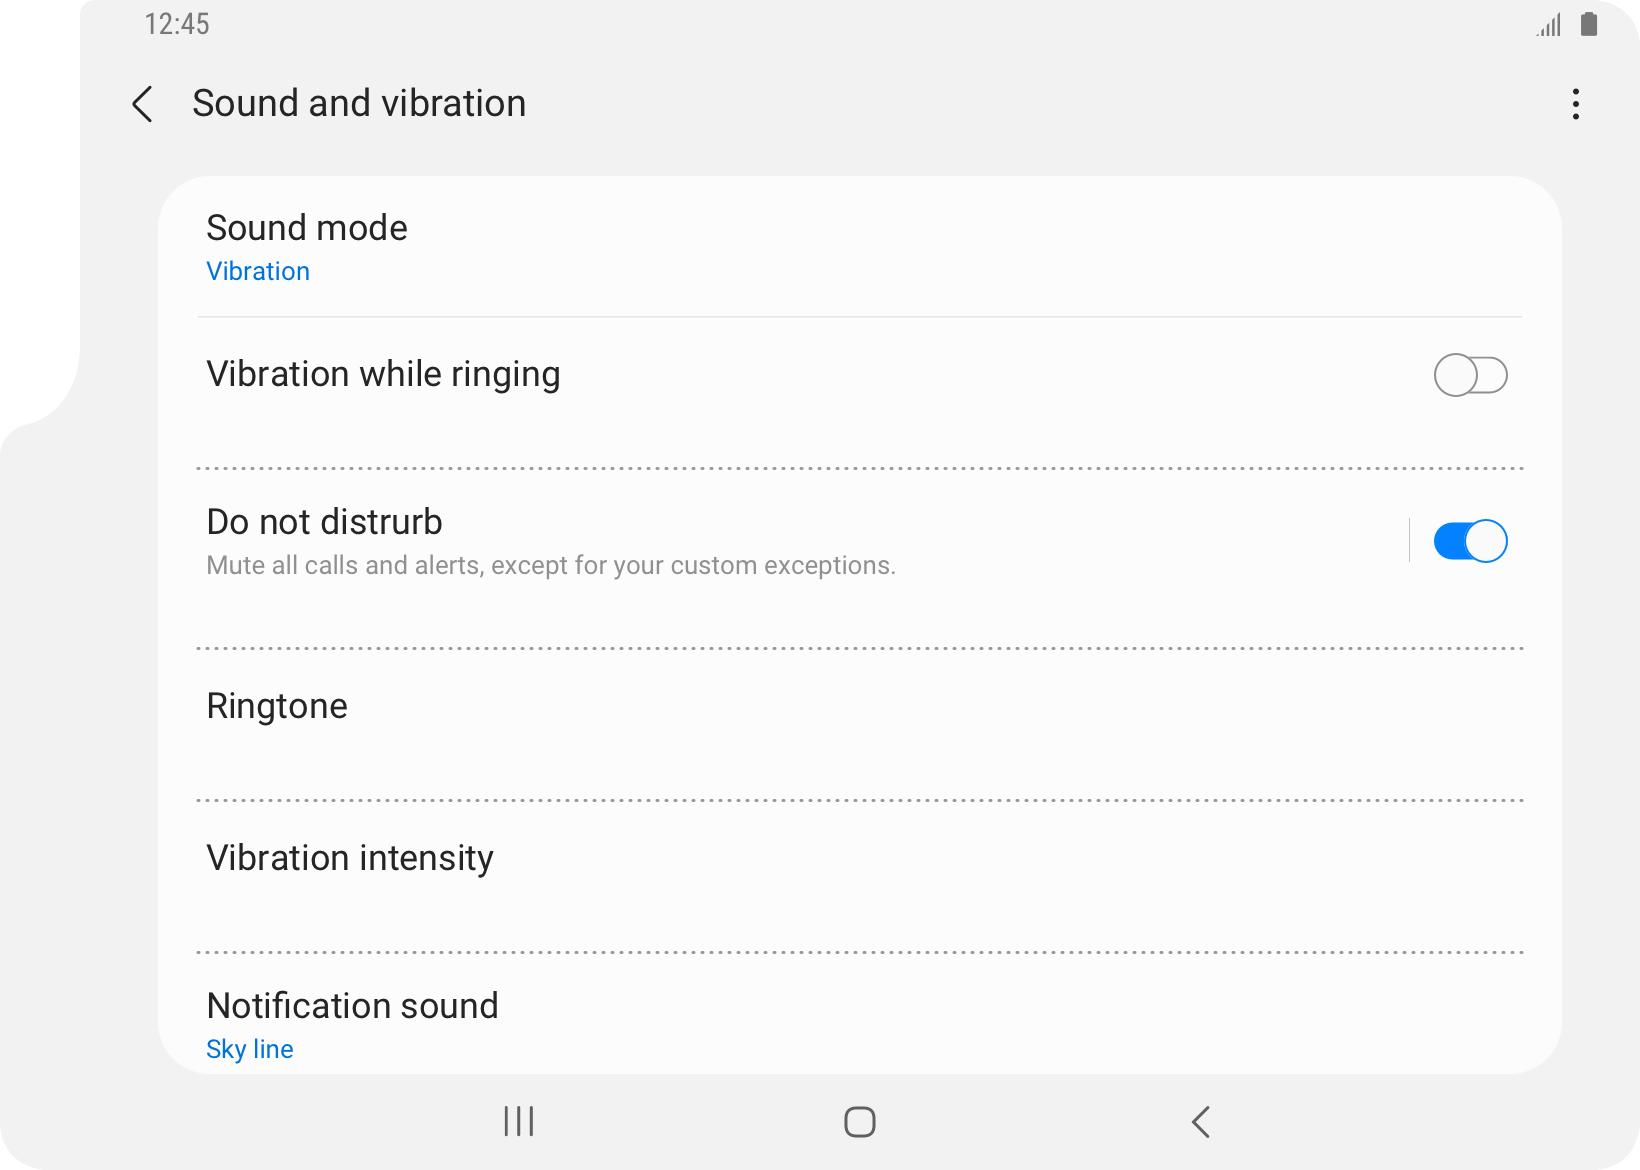 12:45
Sound and vibration
Sound mode
Vibration
Vibration while ringing
Do not distrurb
Mute all calls and alerts, except for your custom exceptions.
Ringtone
Vibration intensity
Notification sound
Sky line